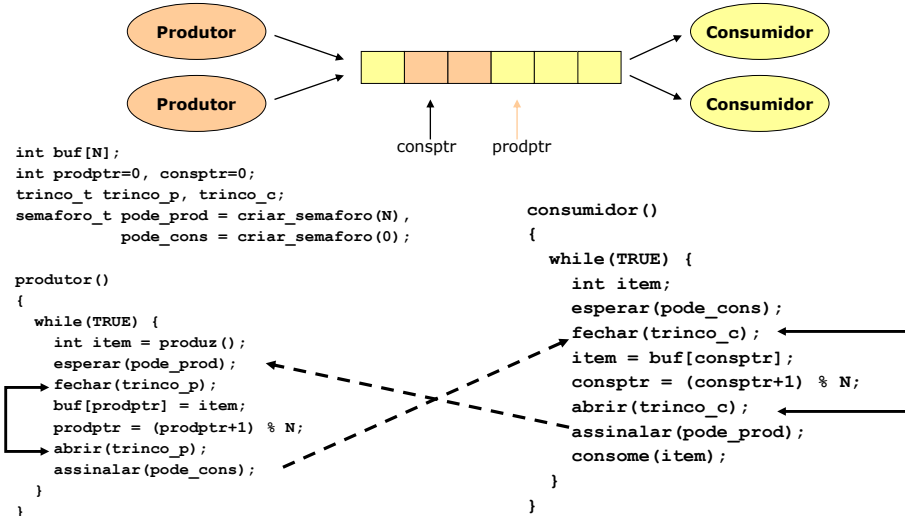 Produtor
Consumidor
Produtor
Consumidor
consptr
prodptr
int buf[N];
int prodptr=0, consptr=0;
trinco_t trinco_p, trinco_c;
semaforo_t pode_prod = criar_semaforo(N),
pode_cons = criar_semaforo(0);
produtor()
{
while(TRUE) {
int item = produz();
esperar(pode_prod);
fechar(trinco_p);
buf[prodptr] = item;
prodptr = (prodptr+1) % N;
abrir(trinco_p);
assinalar(pode_cons);
}
}
consumidor()
{
while(TRUE) {
int item;
esperar(pode_cons);
fechar(trinco_c);
item = buf[consptr];
consptr = (consptr+1) % N;
abrir(trinco_c);
assinalar(pode_prod);
consome(item);
}
}